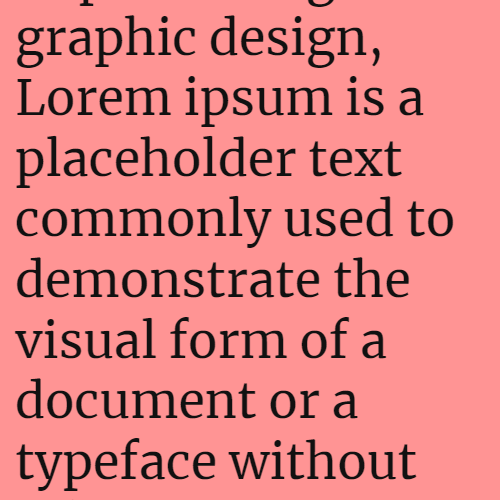 graphic design,
Lorem ipsum is a
placeholder text
commonly used to
demonstrate the
visual form of a
document or a
typeface without